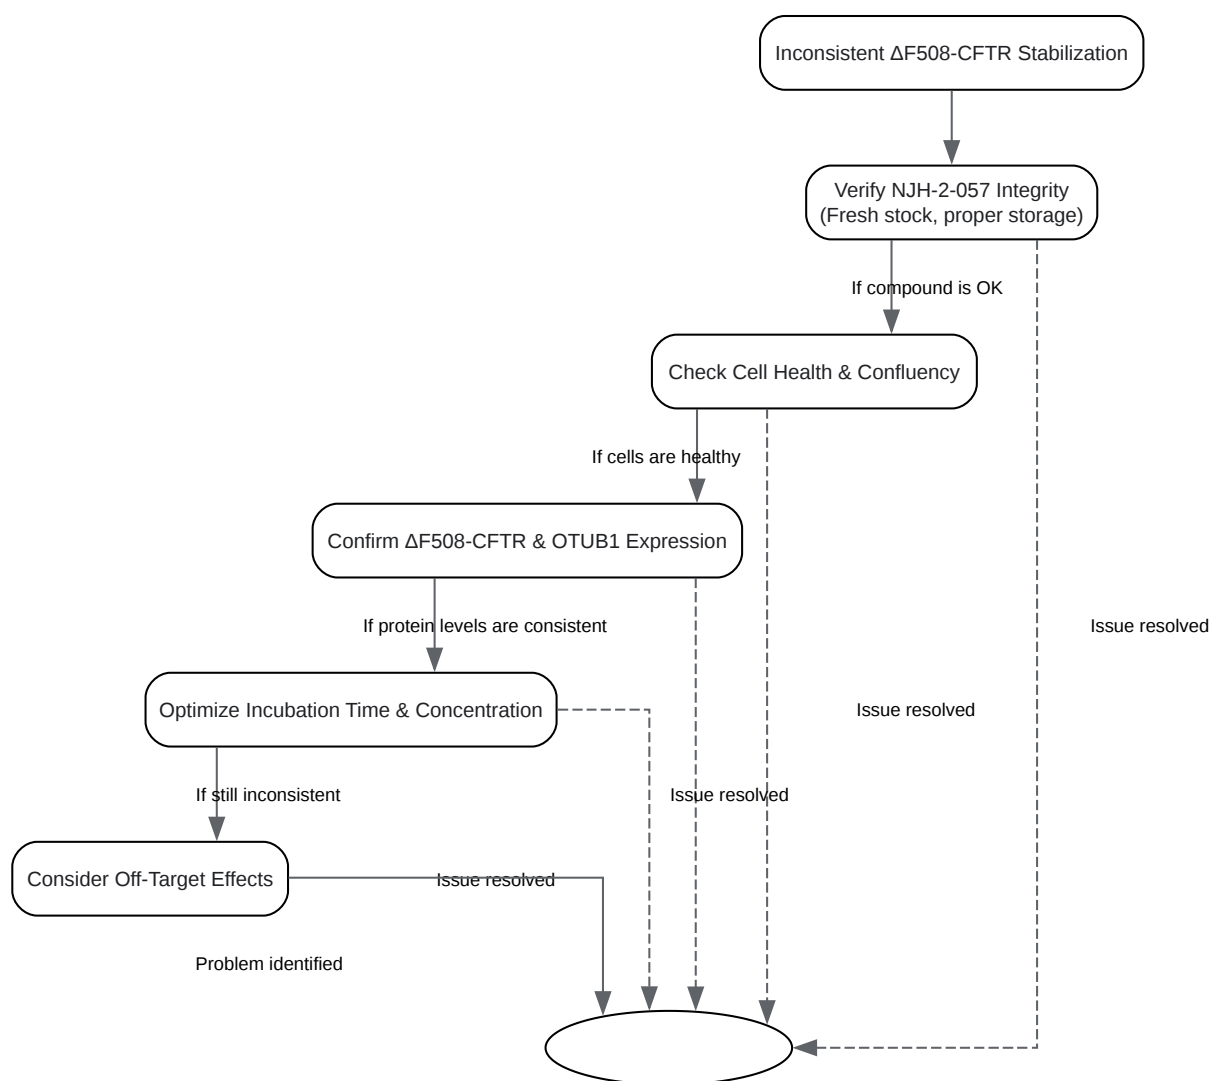 Inconsistent ΔF508-CFTR Stabilization
Verify NJH-2-057 Integrity
(Fresh stock, proper storage)
If compound is OK
Check Cell Health & Confluency
If cells are healthy
Confirm ΔF508-CFTR & OTUB1 Expression
If protein levels are consistent
Issue resolved
Optimize Incubation Time & Concentration
Issue resolved
If still inconsistent
Issue resolved
Consider Off-Target Effects
Issue resolved
Problem identified